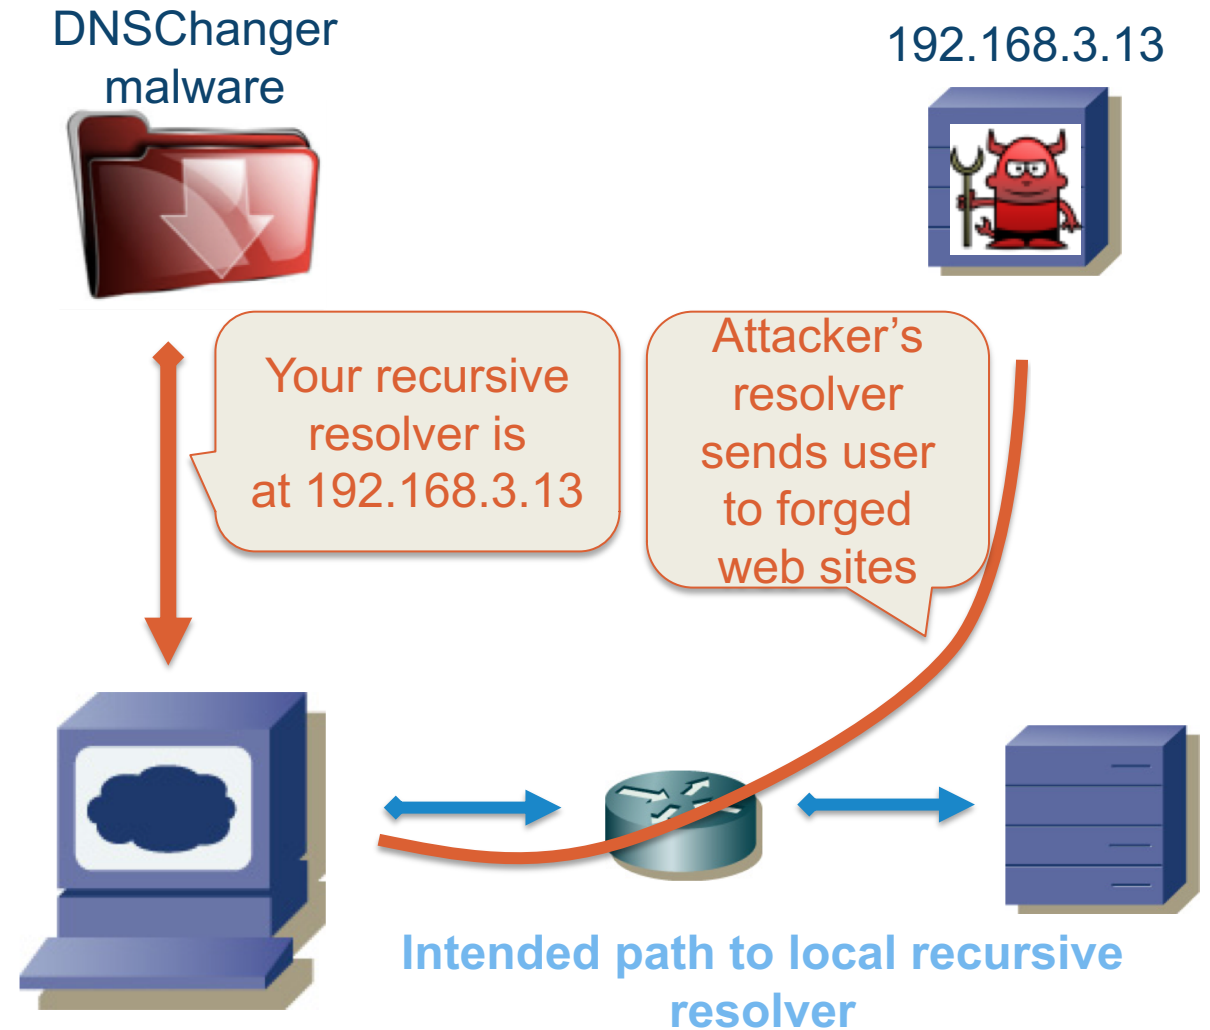 DNSChanger
malware
192.168.3.13
Your recursive
resolver is
at 192.168.3.13
Attacker’s
resolver
sends user
to forged
web sites
Intended path to local recursive
resolver